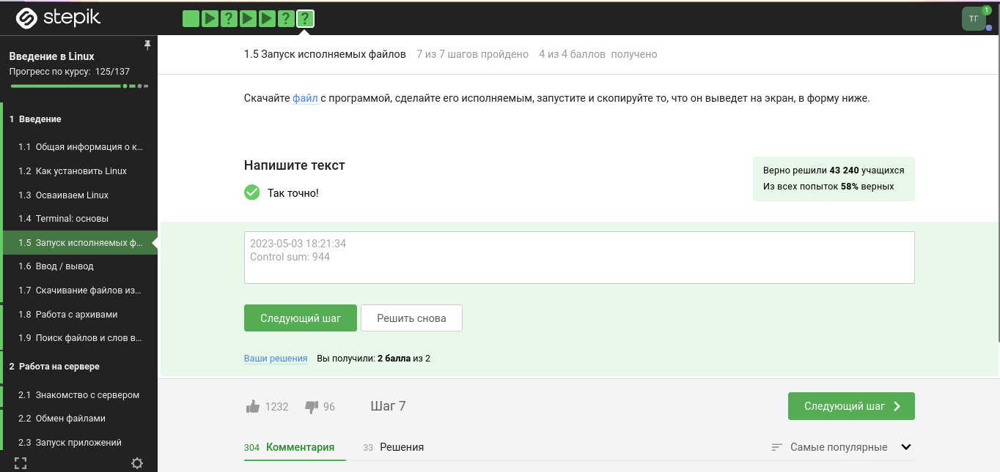 stepik
? ? ? ?
ТГ 1
Введение в Linux
Прогресс по курсу: 125/137
1 Введение
1.1 Общая информация о к...
1.2 Как установить Linux
1.3 Осваиваем Linux
1.4 Terminal: основы
1.5 Запуск исполняемых ф...
1.6 Ввод / вывод
1.7 Скачивание файлов из...
1.8 Работа с архивами
1.9 Поиск файлов и слов в...
2 Работа на сервере
2.1 Знакомство с сервером
2.2 Обмен файлами
2.3 Запуск приложений
1.5 Запуск исполняемых файлов 7 из 7 шагов пройдено 4 из 4 баллов получено
Скачайте файл с программой, сделайте его исполняемым, запустите и скопируйте то, что он выведет на экран, в форму ниже.
Напишите текст
Так точно!
Верно решили 43 240 учащихся
Из всех попыток 58% верных
2023-05-03 18:21:34
Control sum: 944
Следующий шаг Решить снова
Ваши решения Вы получили: 2 балла из 2
1232 96 Шаг 7 Следующий шаг
304 Комментария 33 Решения Самые популярные